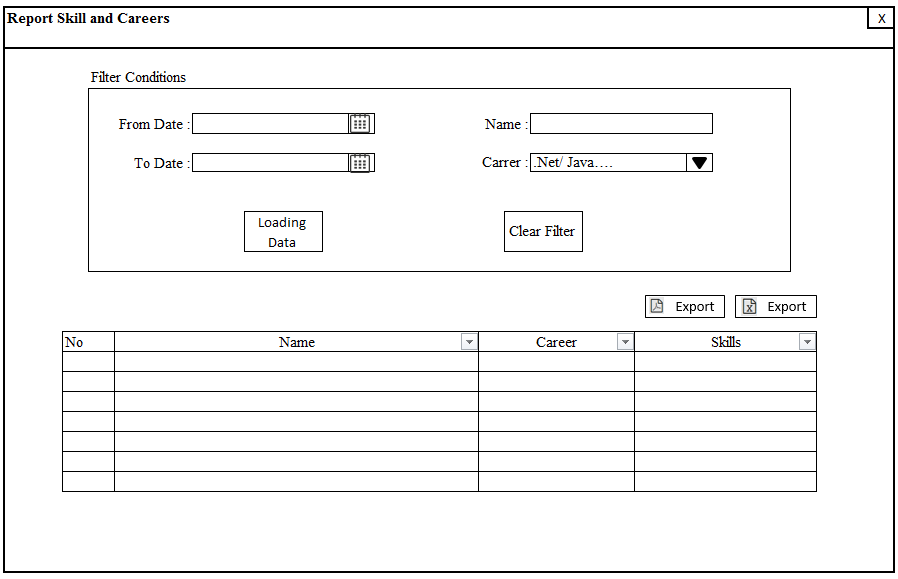 Report Skill and Careers
X
Filter Conditions
From Date :
Name :
To Date :
Carrer :
.Net/ Java....
Loading
Data
Clear Filter
Export
Export
No
Name
Career
Skills